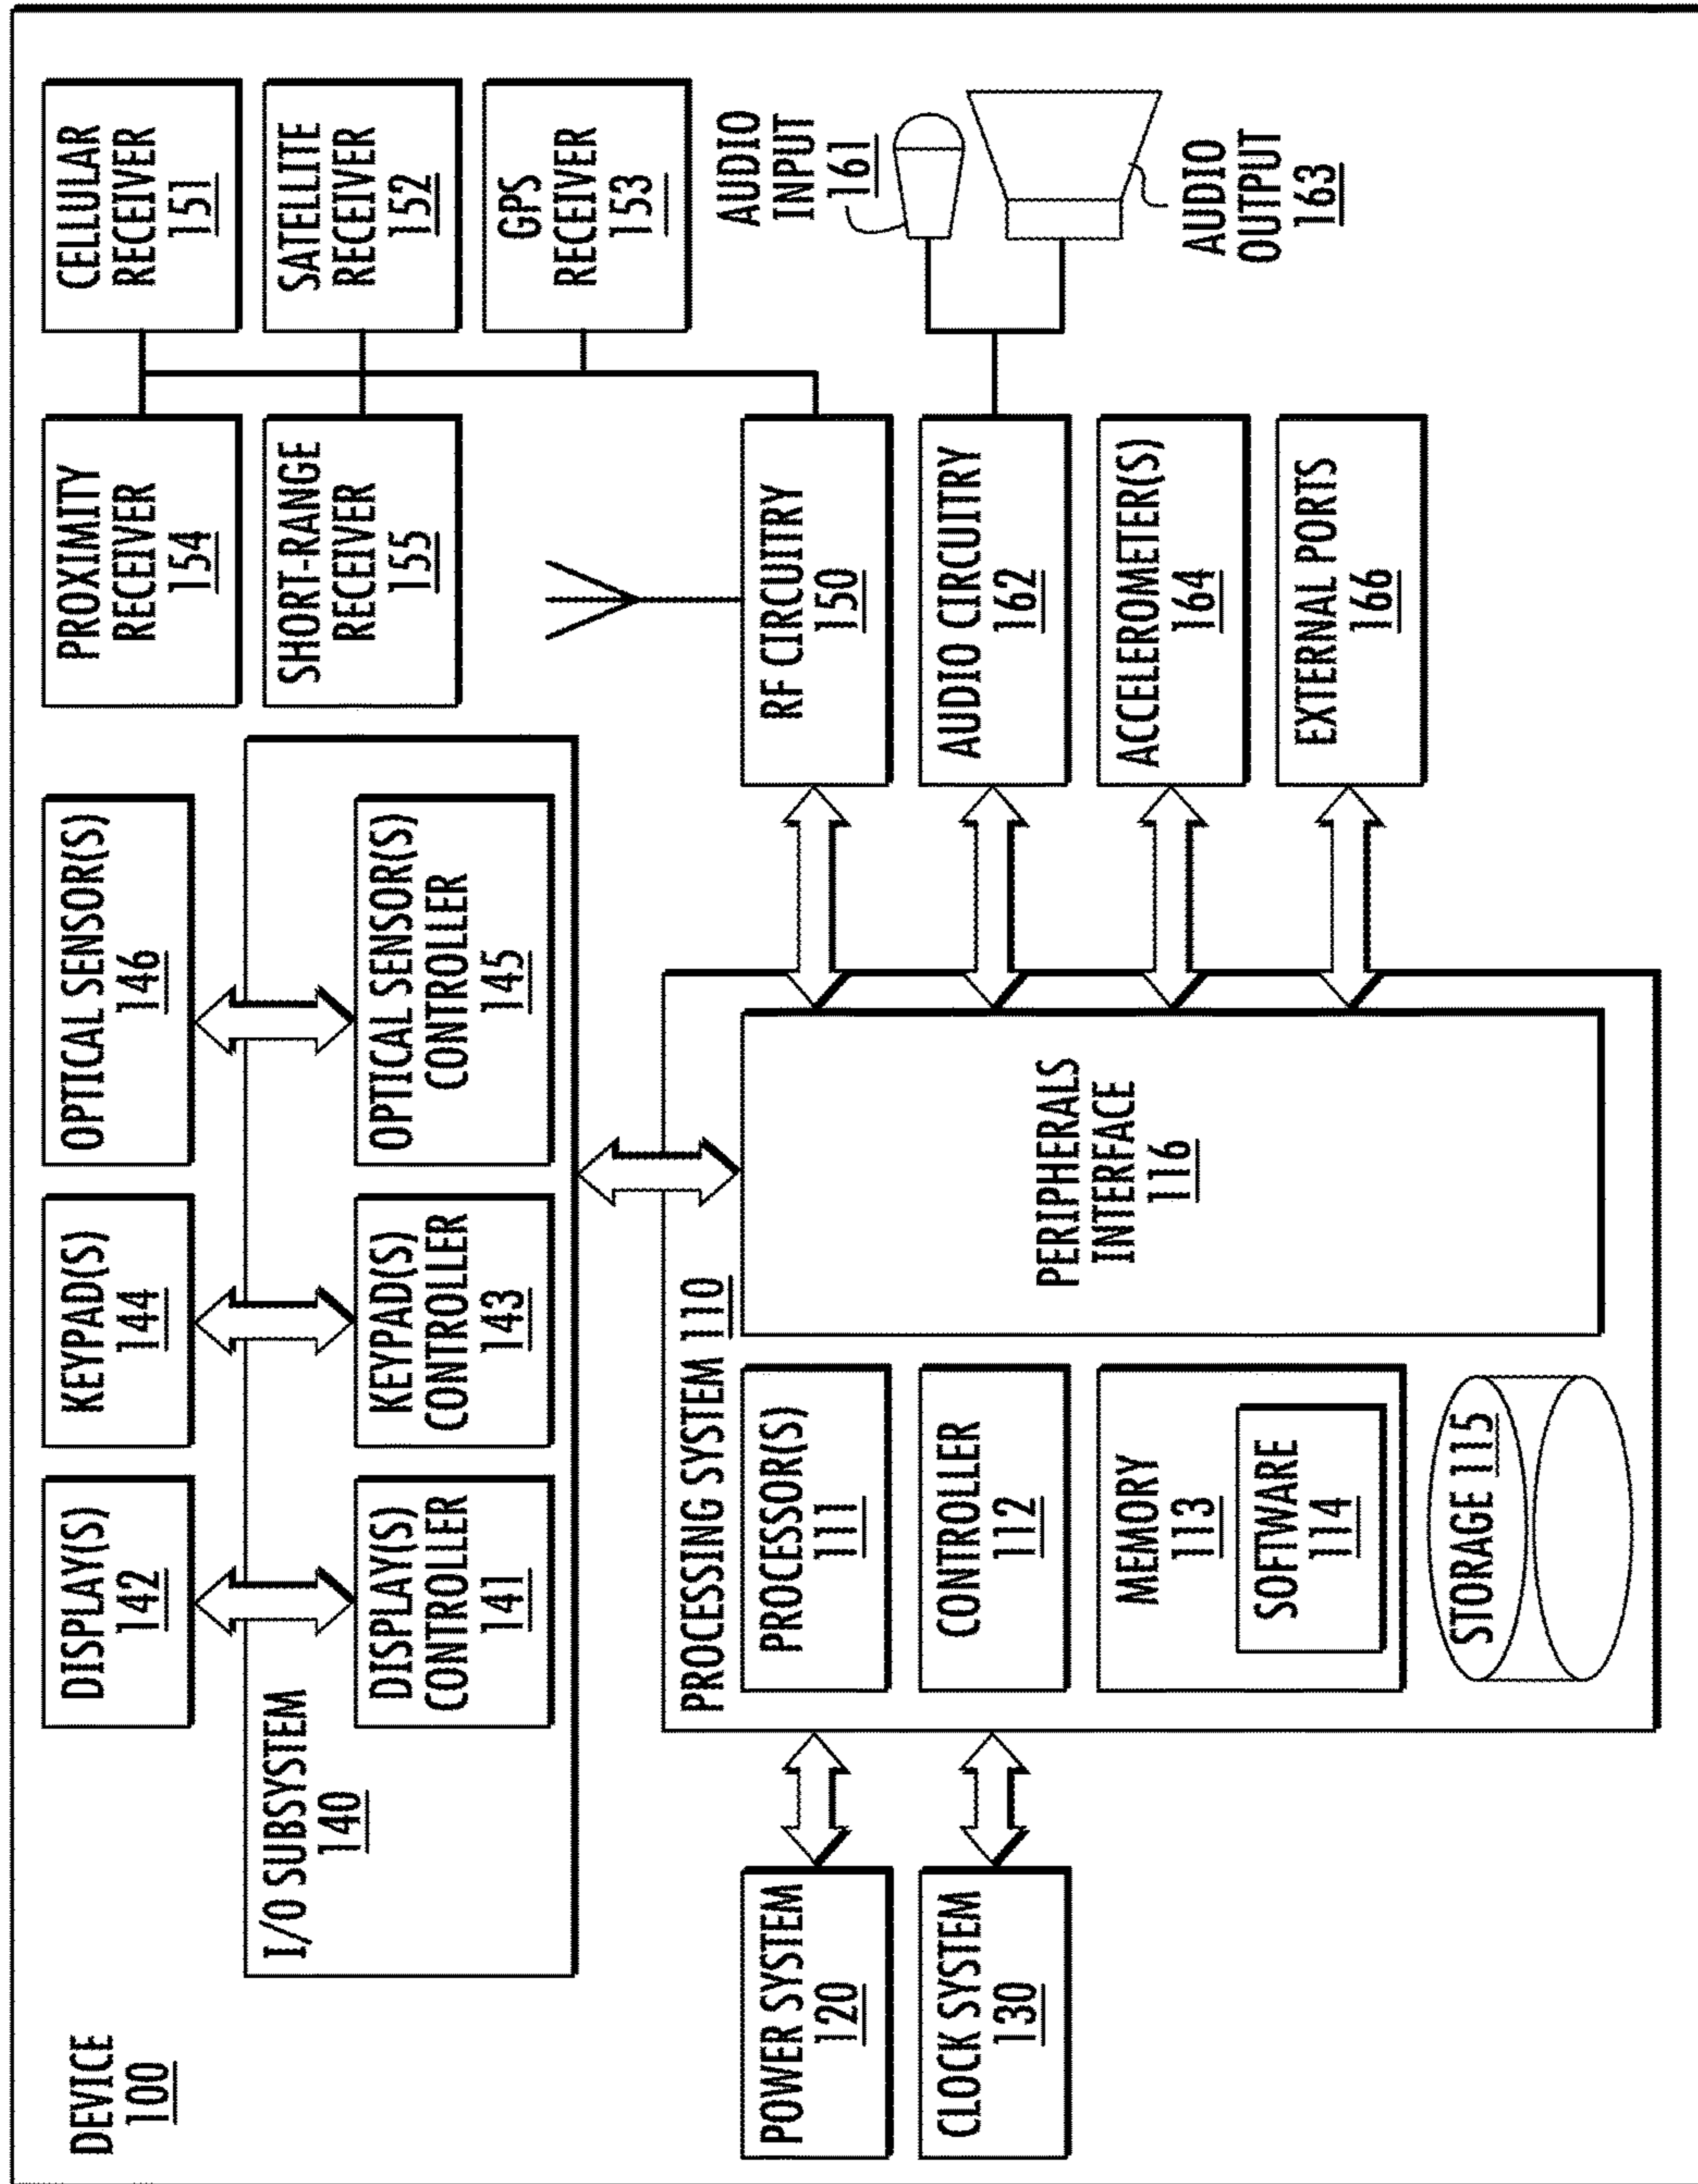 DEVICE
100
DISPLAY(S)
142
KEYPAD(S)
144
OPTICAL SENSOR(S)
146
PROXIMITY
RECEIVER
154
CELLULAR
RECEIVER
151
I/O SUBSYSTEM
140
DISPLAY(S)
CONTROLLER
141
KEYPAD(S)
CONTROLLER
143
OPTICAL SENSOR(S)
CONTROLLER
145
SHORT-RANGE
RECEIVER
155
SATELLITE
RECEIVER
152
GPS
RECEIVER
153
POWER SYSTEM
120
CLOCK SYSTEM
130
PROCESSING SYSTEM 110
PROCESSOR(S)
111
CONTROLLER
112
MEMORY
113
SOFTWARE
114
STORAGE 115
PERIPHERALS
INTERFACE
116
RF CIRCUITRY
150
AUDIO CIRCUITRY
162
ACCELEROMETER(S)
164
EXTERNAL PORTS
166
AUDIO
INPUT
161
AUDIO
OUTPUT
163